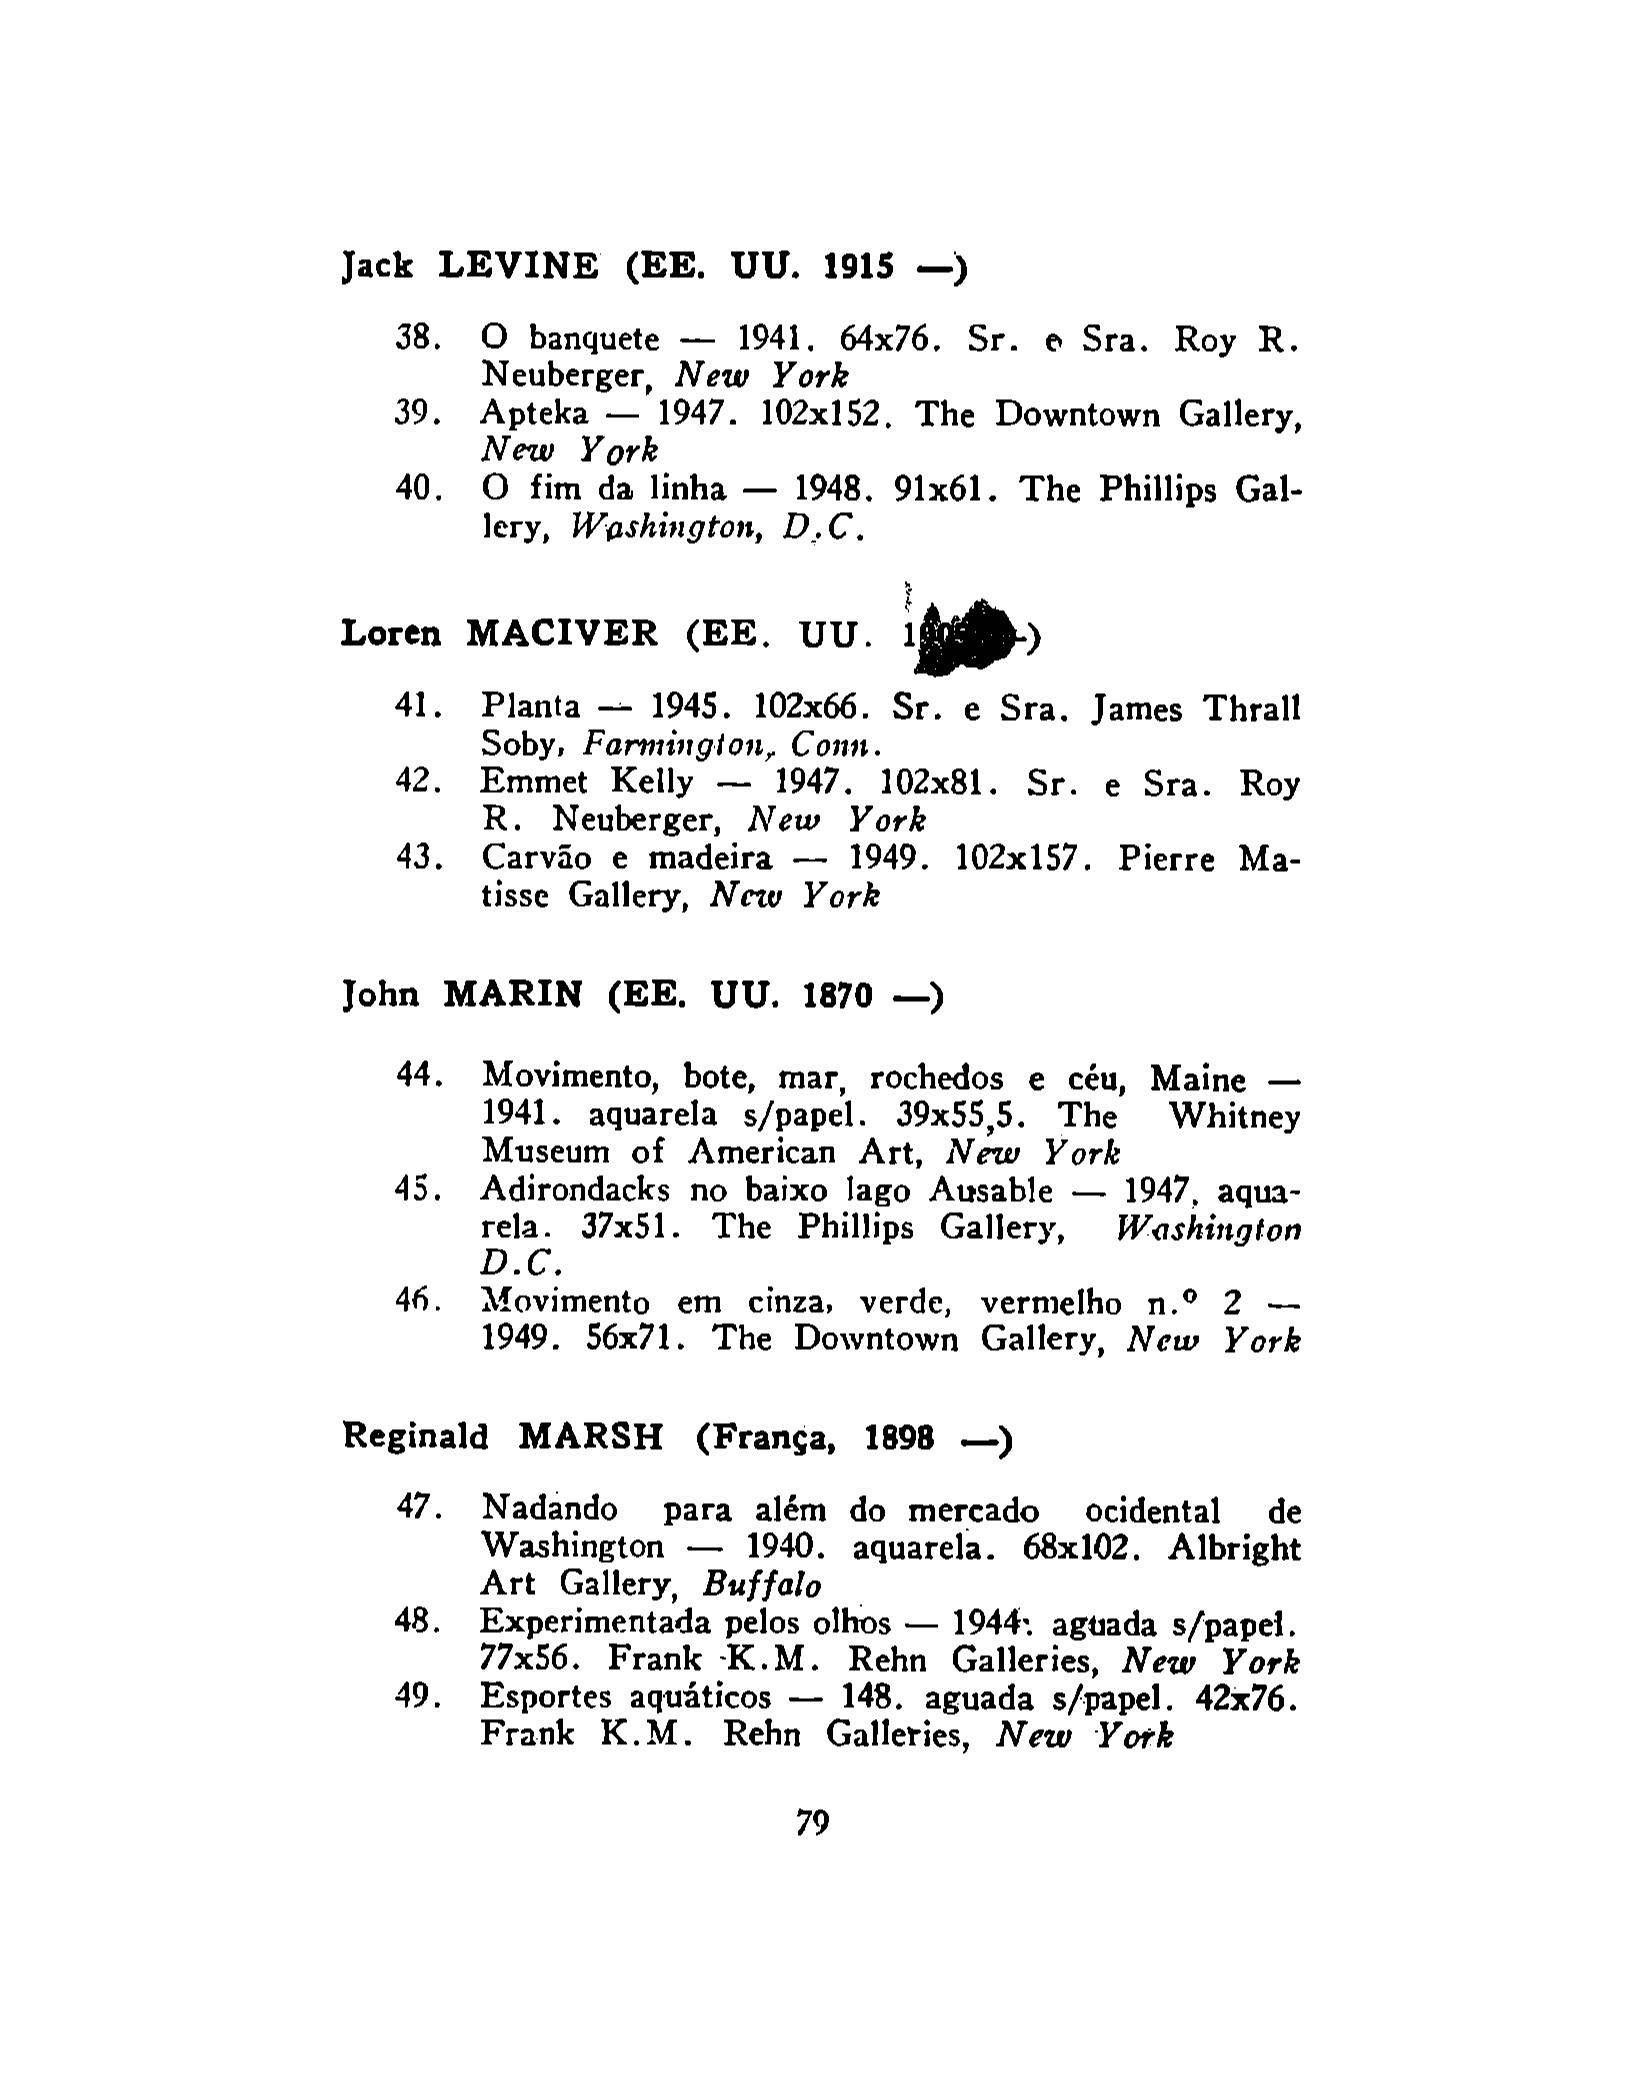 Jack LEVINE (EE. UU. 1915 —)
38. O banquete — 1941. 64x76. Sr. e Sra. Roy R.
Neuberger, New York
39. Apteka — 1947. 102x152. The Downtown Gallery,
New York
40. O fim da linha — 1948. 91x61. The Phillips Gal-
lery, Washington, D.C.
Loren MACIVER (EE. UU. —)
41. Planta — 1945. 102x66. Sr. e Sra. James Thrall
Soby, Farmington, Conn.
42. Emmet Kelly — 1947. 102x81. Sr. e Sra. Roy
R. Neuberger, New York
43. Carvão e madeira — 1949. 102x157. Pierre Ma-
tisse Gallery, New York
John MARIN (EE. UU. 1870 —)
44. Movimento, bote, mar, rochedos e céu, Maine —
1941. aquarela s/papel. 39x55,5. The Whitney
Museum of American Art, New York
45. Adirondacks no baixo lago Ausable — 1947, aqua-
rela. 37x51. The Phillips Gallery, Washington
D.C.
46. Movimento em cinza, verde, vermelho n.º 2 —
1949. 56x71. The Downtown Gallery, New York
Reginald MARSH (França, 1898 —)
47. Nadando para além do mercado ocidental de
Washington — 1940. aquarela. 68x102. Albright
Art Gallery, Buffalo
48. Experimentada pelos olhos — 1944. aguada s/papel.
77x56. Frank K.M. Rehn Galleries, New York
49. Esportes aquáticos — 148. aguada s/papel. 42x76.
Frank K.M. Rehn Galleries, New York
79